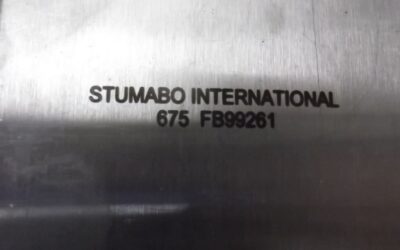 STUMABO INTERNATIONAL
675 FB99261